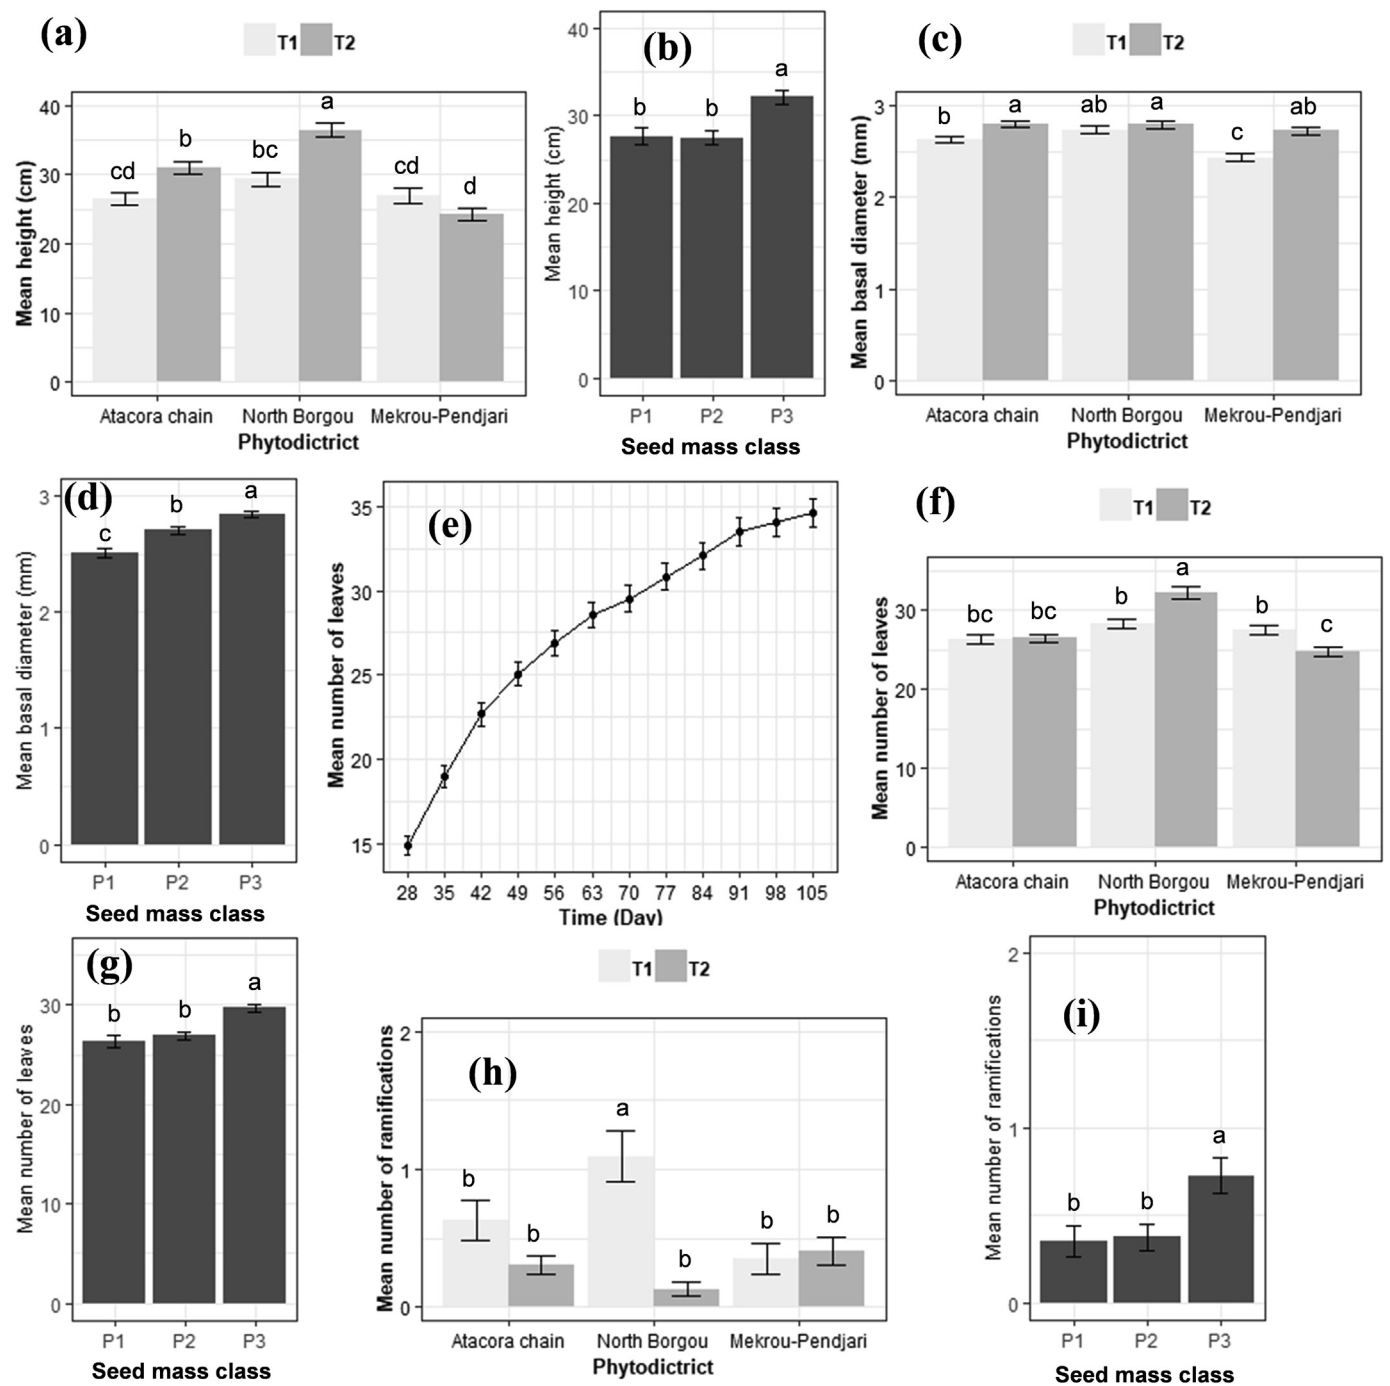 (a)
T1 T2
Mean height (cm)
40
30
20
10
0
cd b bc a cd d
Atacora chain North Borgou Mekrou-Pendjari
Phytodictrict
(b)
Mean height (cm)
40
30
20
10
0
b b a
P1 P2 P3
Seed mass class
(c)
T1 T2
Mean basal diameter (mm)
3
2
1
0
b a ab a c ab
Atacora chain North Borgou Mekrou-Pendjari
Phytodictrict
(d)
Mean basal diameter (mm)
3
2
1
0
c b a
P1 P2 P3
Seed mass class
(e)
Mean number of leaves
35
30
25
20
15
28 35 42 49 56 63 70 77 84 91 98 105
Time (Day)
(f)
T1 T2
Mean number of leaves
30
20
10
0
bc bc b a b c
Atacora chain North Borgou Mekrou-Pendjari
Phytodictrict
(g)
Mean number of leaves
30
20
10
0
b b a
P1 P2 P3
Seed mass class
(h)
T1 T2
Mean number of ramifications
2
1
0
b b a b b b
Atacora chain North Borgou Mekrou-Pendjari
Phytodictrict
(i)
Mean number of ramifications
2
1
0
b b a
P1 P2 P3
Seed mass class